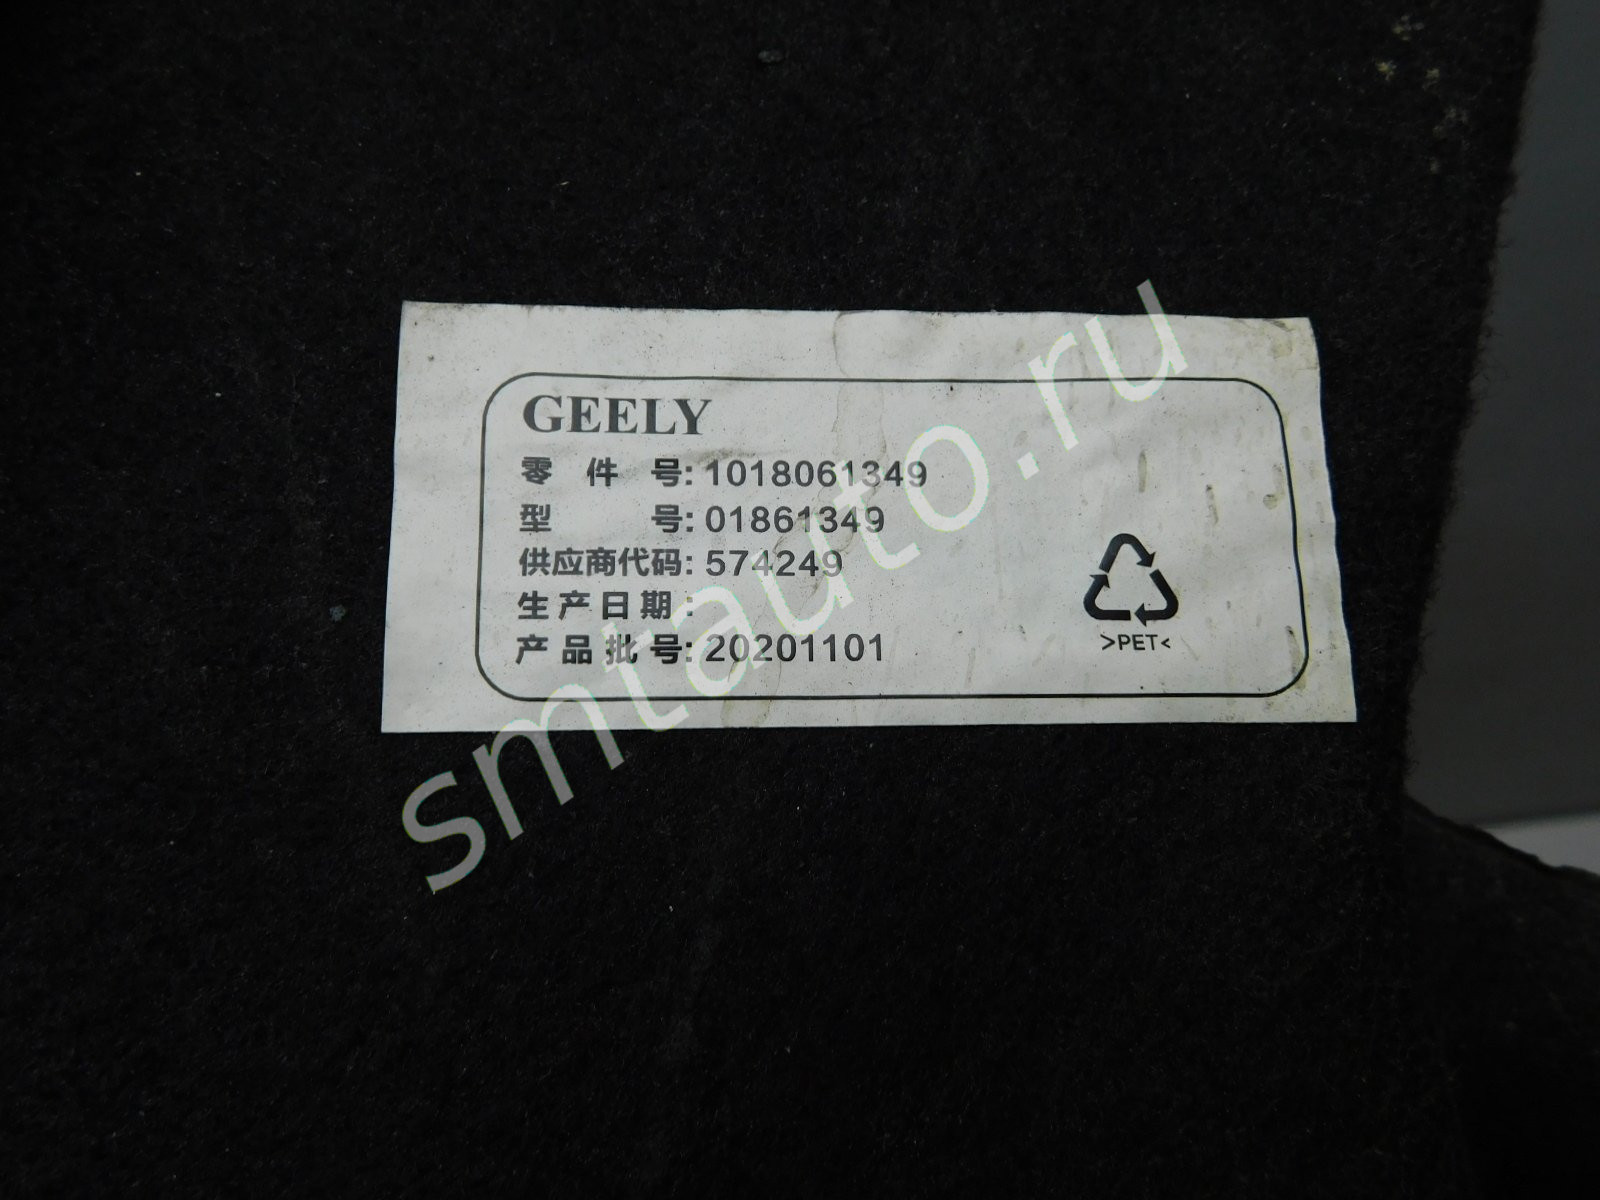 GEELY
零件号: 1018061349
型号: 01861349
供应商代码: 574249
生产日期:
产品批号: 20201101
>PET<
smtauto.ru